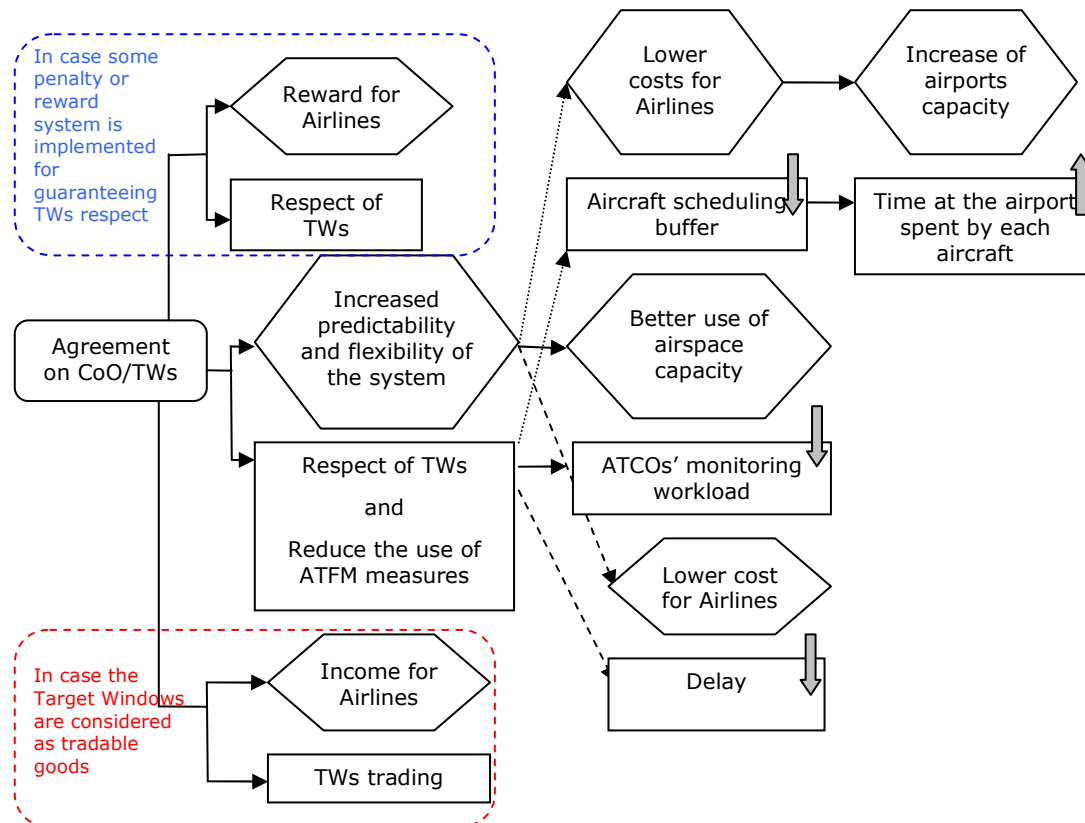 In case some
penalty or
reward
system is
implemented
for
guaranteeing
TWs respect
Reward for
Airlines
Respect of
TWs
Lower
costs for
Airlines
Increase of
airports
capacity
Aircraft scheduling
buffer
Time at the airport
spent by each
aircraft
Agreement
on CoO/TWs
Increased
predictability
and flexibility of
the system
Better use of
airspace
capacity
Respect of TWs
and
Reduce the use of
ATFM measures
ATCOs’ monitoring
workload
Lower cost
for Airlines
Delay
In case the
Target Windows
are considered
as tradable
goods
Income for
Airlines
TWs trading